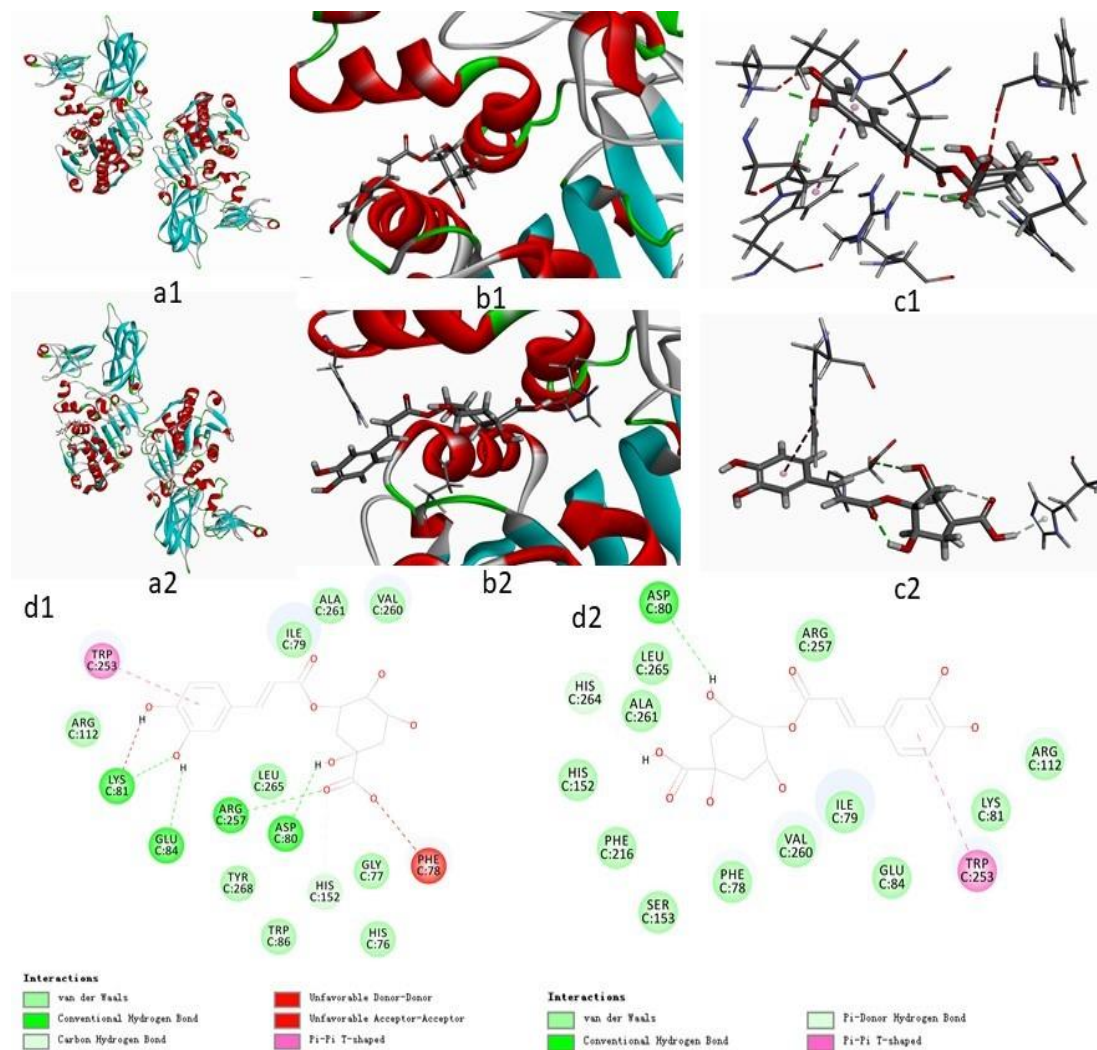 a1
b1
c1
a2
b2
c2
d1
TRP
C:253
ILE
C:79
ALA
C:261
VAL
C:260
ARG
C:112
LYS
C:81
GLU
C:84
LEU
C:265
ARG
C:257
ASP
C:80
TYR
C:268
TRP
C:86
HIS
C:152
GLY
C:77
HIS
C:76
PHE
C:78
O
O
O
O
O
O
O
O
O
H
H
H
d2
ASP
C:80
LEU
C:265
HIS
C:264
ALA
C:261
HIS
C:152
PHE
C:216
SER
C:153
PHE
C:78
VAL
C:260
ILE
C:79
GLU
C:84
ARG
C:257
ARG
C:112
LYS
C:81
TRP
C:253
H
O
H
O
O
O
O
O
O
O
O
Interactions
van der Waals
Conventional Hydrogen Bond
Carbon Hydrogen Bond
Unfavorable Donor-Donor
Unfavorable Acceptor-Acceptor
Pi-Pi T-shaped
Interactions
van der Waals
Conventional Hydrogen Bond
Pi-Donor Hydrogen Bond
Pi-Pi T-shaped